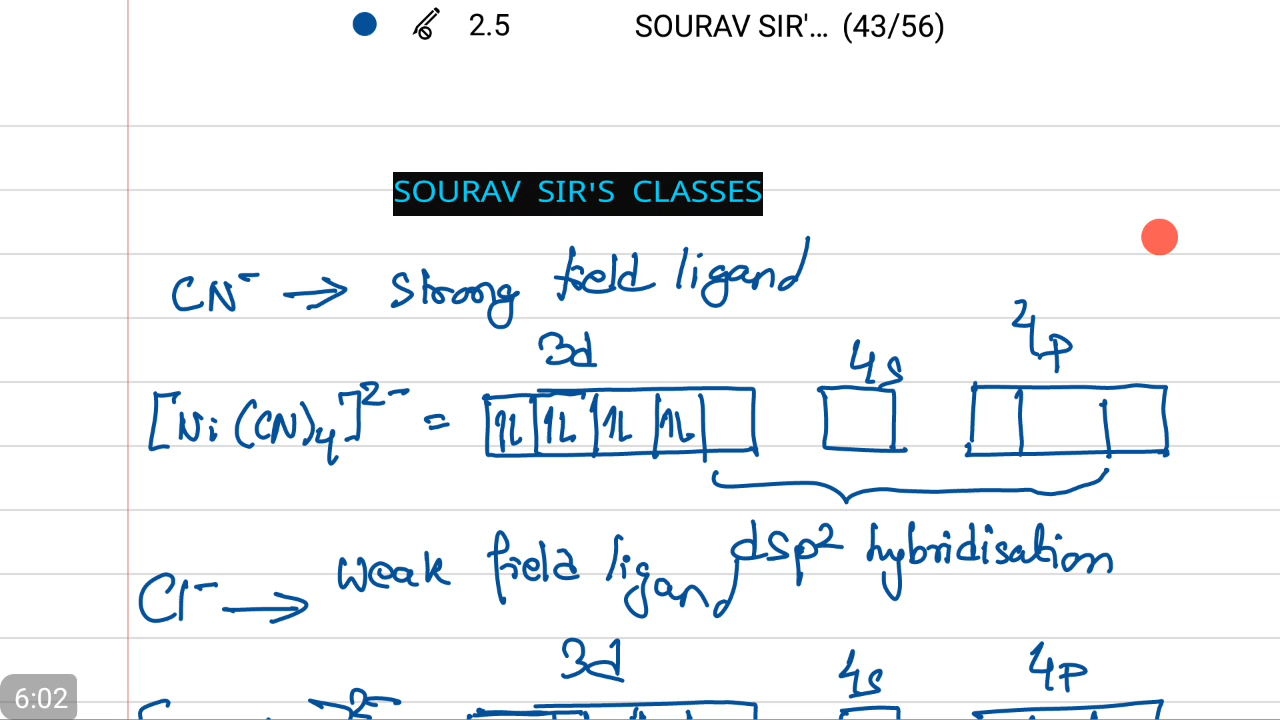 2.5 SOURAV SIR'... (43/56)
SOURAV SIR'S CLASSES
CN⁻ → strong field ligand
3d 4s 4p
[Ni(CN)₄]²⁻ = ⥮ ⥮ ⥮ ⥮
dsp² hybridisation
Cl⁻ → weak field ligand
3d 4s 4p
2-
6:02